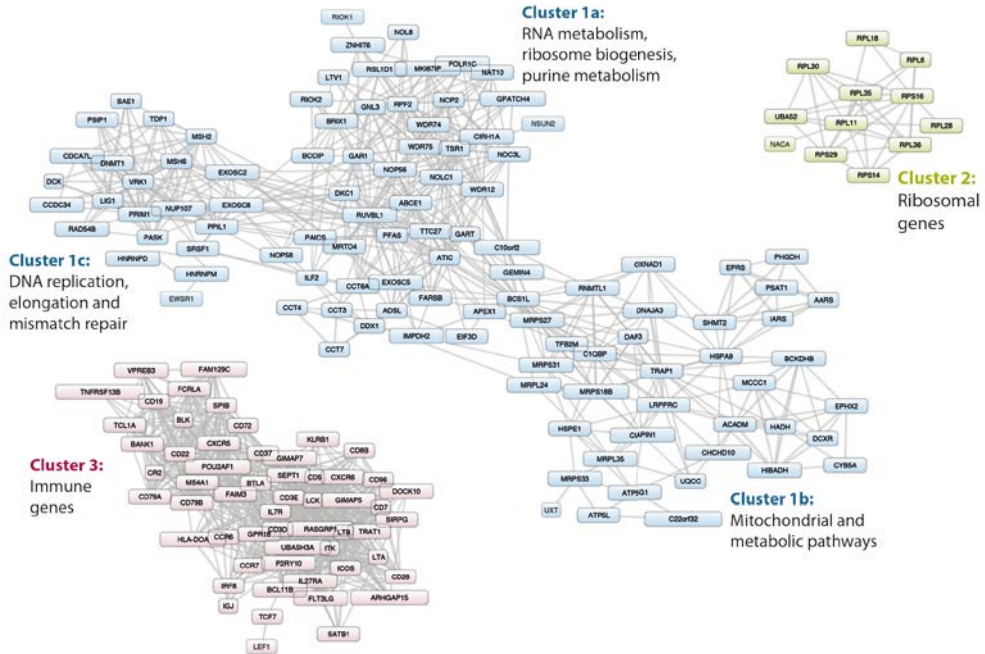 Cluster 1a:
RNA metabolism,
ribosome biogenesis,
purine metabolism
RIOK1
NOL8
ZNHIT6
POLR1C
RSL1D1
MKI67IP
NAT10
LTV1
RIOK2
GNL3
RPF2
NOP2
GPATCH4
BRIX1
WDR74
NSUN2
CIRH1A
WDR75
TSR1
BCCIP
GAR1
NOC3L
NOP56
NOLC1
DKC1
WDR12
ABCE1
RUVBL1
PAICS
MRTO4
PFAS
TTC27
GART
C10orf2
NOP58
ATIC
GEMIN4
ILF2
CCT6A
EXOSC5
FARSB
BCS1L
CCT4
CCT3
ADSL
APEX1
DDX1
IMPDH2
EIF3D
CCT7
SAE1
PSIP1
TDP1
MSH2
CDCA7L
DNMT1
MSH6
EXOSC2
DCK
VRK1
CCDC34
LIG1
PRIM1
NUP107
EXOSC8
RAD54B
PASK
PPIL1
SRSF1
HNRNPD
HNRNPM
EWSR1
Cluster 1c:
DNA replication,
elongation and
mismatch repair
RPL18
RPL30
RPL8
RPL35
RPS16
UBA52
RPL11
RPL28
NACA
RPS29
RPL36
RPS14
Cluster 2:
Ribosomal
genes
OXNAD1
EPRS
PHGDH
RNMTL1
PSAT1
AARS
DNAJA3
MRPS27
SHMT2
IARS
TFB2M
DAP3
MRPS31
C1QBP
HSPA9
BCKDHB
TRAP1
MRPL24
MRPS18B
MCCC1
LRPPRC
EPHX2
HSPE1
CIAPIN1
ACADM
HADH
DCXR
MRPL35
CHCHD10
CYB5A
MRPS33
UQCC
HIBADH
ATP5G1
UXT
ATP5L
C22orf32
Cluster 1b:
Mitochondrial and
metabolic pathways
VPREB3
FAM129C
TNFRSF13B
FCRLA
CD19
SPIB
TCL1A
BLK
CD72
BANK1
CXCR5
KLRB1
CD22
CD37
GIMAP7
CD8B
CR2
POU2AF1
MS4A1
BTLA
SEPT1
CD5
CXCR6
CD96
CD79A
CD79B
FAIM3
CD3E
LCK
GIMAP5
DOCK10
CD7
IL7R
SIRPG
CD3D
RASGRP1
HLA-DOA
CCR6
GPR18
LTB
TRAT1
UBASH3A
ITK
LTA
CCR7
P2RY10
ICOS
CD28
IRF8
IL27RA
BCL11B
IGJ
FLT3LG
ARHGAP15
TCF7
SATB1
LEF1
Cluster 3:
Immune
genes